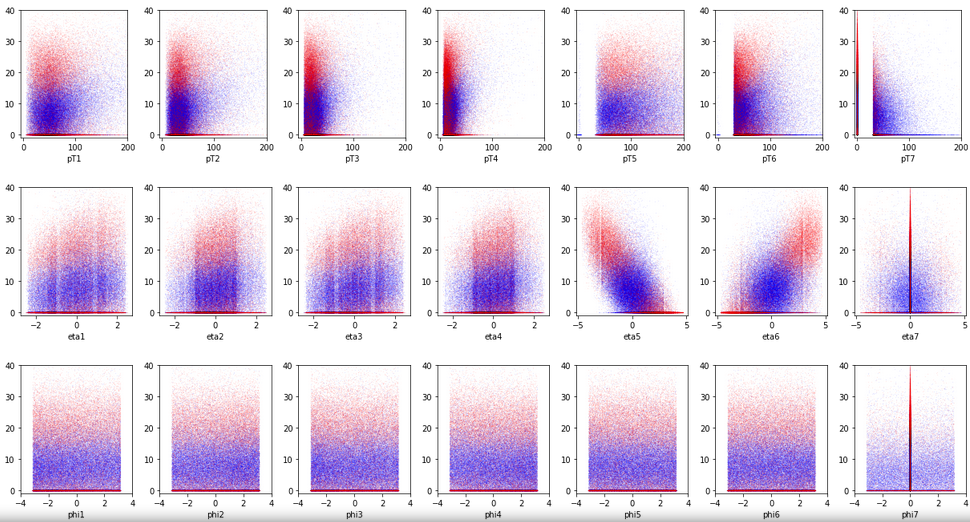 40 40 40 40 40 40 40
30 30 30 30 30 30 30
20 20 20 20 20 20 20
10 10 10 10 10 10 10
0 0 0 0 0 0 0
0 100 200 0 100 200 0 100 200 0 100 200 0 100 200 0 100 200 0 100 200
pT1 pT2 pT3 pT4 pT5 pT6 pT7
40 40 40 40 40 40 40
30 30 30 30 30 30 30
20 20 20 20 20 20 20
10 10 10 10 10 10 10
0 0 0 0 0 0 0
−2 0 2 −2 0 2 −2 0 2 −2 0 2 −5 0 5 −5 0 5 −5 0 5
eta1 eta2 eta3 eta4 eta5 eta6 eta7
40 40 40 40 40 40 40
30 30 30 30 30 30 30
20 20 20 20 20 20 20
10 10 10 10 10 10 10
0 0 0 0 0 0 0
−4 −2 0 2 4 −4 −2 0 2 4 −4 −2 0 2 4 −4 −2 0 2 4 −4 −2 0 2 4 −4 −2 0 2 4 −4 −2 0 2 4
phi1 phi2 phi3 phi4 phi5 phi6 phi7